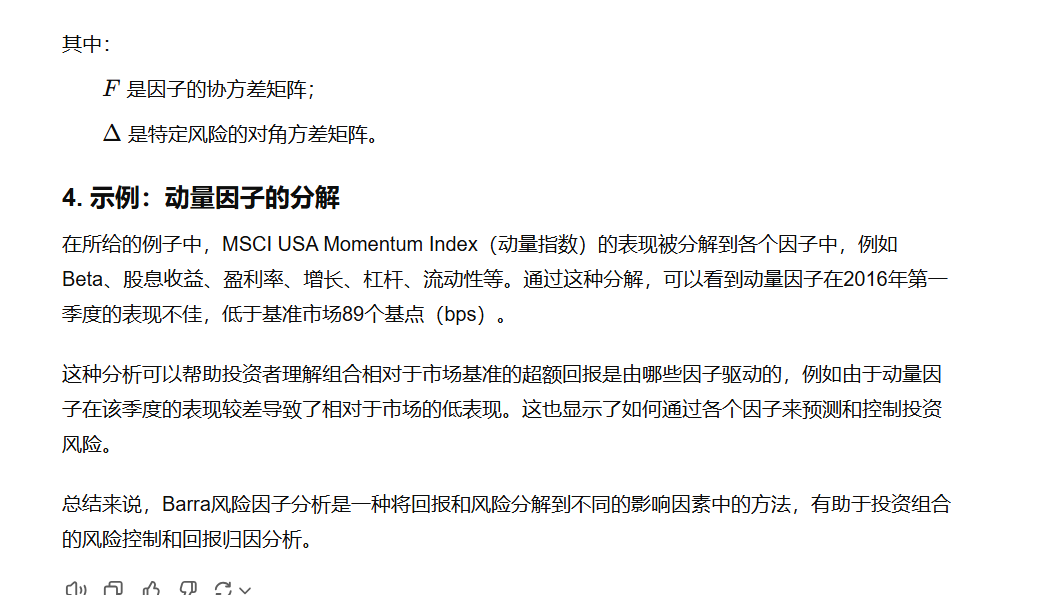 其中：
F 是因子的协方差矩阵；
Δ 是特定风险的对角方差矩阵。
4. 示例：动量因子的分解
在所给的例子中，MSCI USA Momentum Index（动量指数）的表现被分解到各个因子中，例如
Beta、股息收益、盈利率、增长、杠杆、流动性等。通过这种分解，可以看到动量因子在2016年第一
季度的表现不佳，低于基准市场89个基点（bps）。
这种分析可以帮助投资者理解组合相对于市场基准的超额回报是由哪些因子驱动的，例如由于动量因
子在该季度的表现较差导致了相对于市场的低表现。这也显示了如何通过各个因子来预测和控制投资
风险。
总结来说，Barra风险因子分析是一种将回报和风险分解到不同的影响因素中的方法，有助于投资组合
的风险控制和回报归因分析。